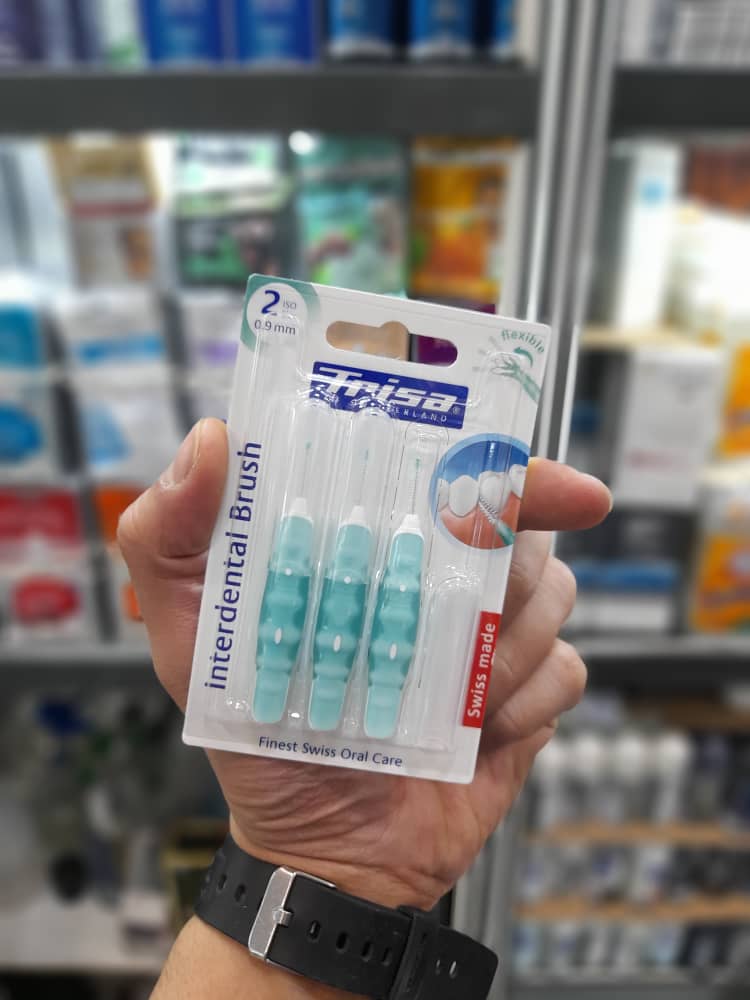 2 ISO
0.9 mm
flexible
Trisa®
SWITZERLAND
interdental Brush
Swiss made
Finest Swiss Oral Care